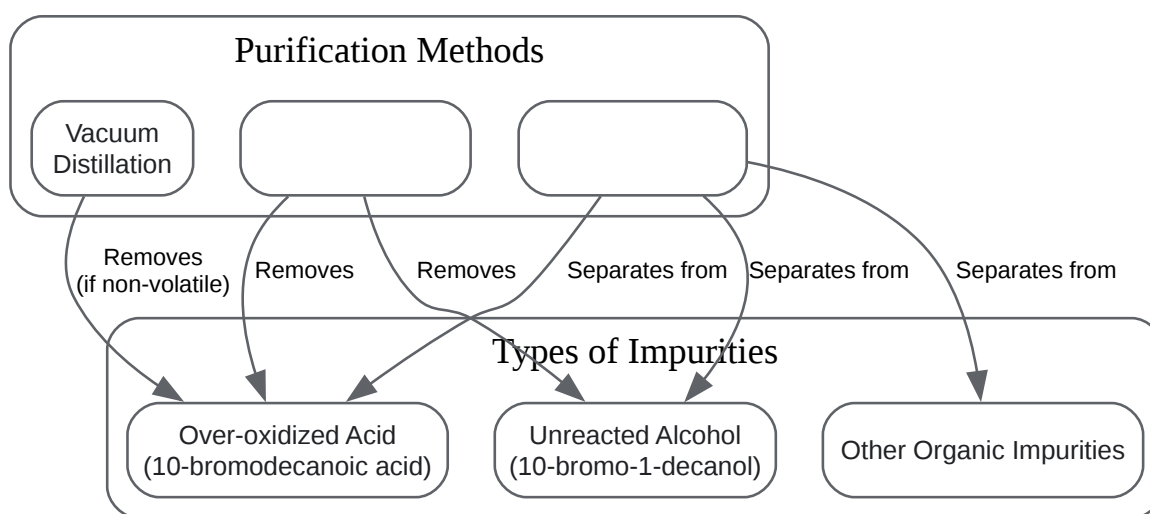 Purification Methods
Vacuum
Distillation
Removes
(if non-volatile)
Removes
Removes
Separates from
Separates from
Separates from
Types of Impurities
Over-oxidized Acid
(10-bromodecanoic acid)
Unreacted Alcohol
(10-bromo-1-decanol)
Other Organic Impurities